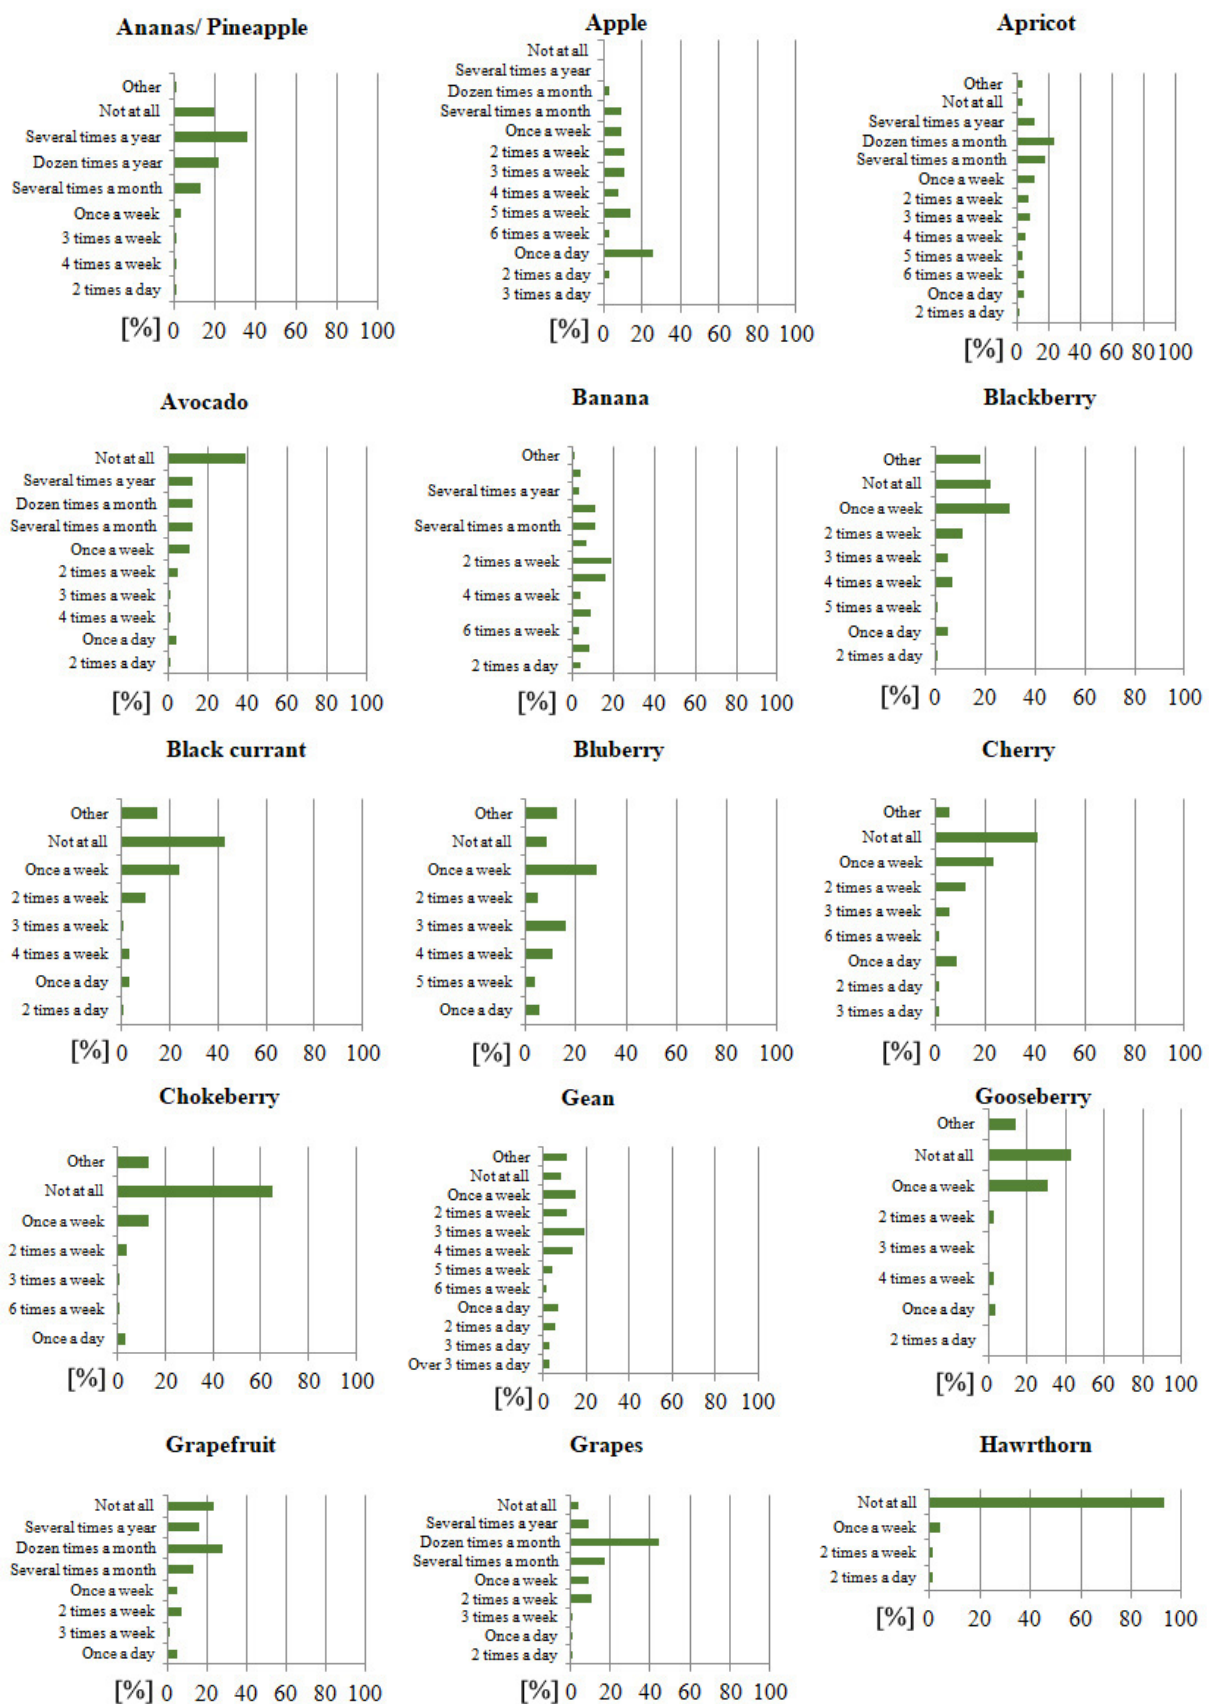 Ananas/ Pineapple
Other
Not at all
Several times a year
Dozen times a year
Several times a month
Once a week
3 times a week
4 times a week
2 times a day
[%] 0 20 40 60 80 100
Apple
Not at all
Several times a year
Dozen times a month
Several times a month
Once a week
2 times a week
3 times a week
4 times a week
5 times a week
6 times a week
Once a day
2 times a day
3 times a day
[%] 0 20 40 60 80 100
Apricot
Other
Not at all
Several times a year
Dozen times a month
Several times a month
Once a week
2 times a week
3 times a week
4 times a week
5 times a week
6 times a week
Once a day
2 times a day
[%] 0 20 40 60 80 100
Avocado
Not at all
Several times a year
Dozen times a month
Several times a month
Once a week
2 times a week
3 times a week
4 times a week
Once a day
2 times a day
[%] 0 20 40 60 80 100
Banana
Other
Several times a year
Several times a month
2 times a week
4 times a week
6 times a week
2 times a day
[%] 0 20 40 60 80 100
Blackberry
Other
Not at all
Once a week
2 times a week
3 times a week
4 times a week
5 times a week
Once a day
2 times a day
[%] 0 20 40 60 80 100
Black currant
Other
Not at all
Once a week
2 times a week
3 times a week
4 times a week
Once a day
2 times a day
[%] 0 20 40 60 80 100
Bluberry
Other
Not at all
Once a week
2 times a week
3 times a week
4 times a week
5 times a week
Once a day
[%] 0 20 40 60 80 100
Cherry
Other
Not at all
Once a week
2 times a week
3 times a week
6 times a week
Once a day
2 times a day
3 times a day
[%] 0 20 40 60 80 100
Chokeberry
Other
Not at all
Once a week
2 times a week
3 times a week
6 times a week
Once a day
[%] 0 20 40 60 80 100
Gean
Other
Not at all
Once a week
2 times a week
3 times a week
4 times a week
5 times a week
6 times a week
Once a day
2 times a day
3 times a day
Over 3 times a day
[%] 0 20 40 60 80 100
Gooseberry
Other
Not at all
Once a week
2 times a week
3 times a week
4 times a week
Once a day
2 times a day
[%] 0 20 40 60 80 100
Grapefruit
Not at all
Several times a year
Dozen times a month
Several times a month
Once a week
2 times a week
3 times a week
Once a day
[%] 0 20 40 60 80 100
Grapes
Not at all
Several times a year
Dozen times a month
Several times a month
Once a week
2 times a week
3 times a week
Once a day
2 times a day
[%] 0 20 40 60 80 100
Hawrthorn
Not at all
Once a week
2 times a week
2 times a day
[%] 0 20 40 60 80 100